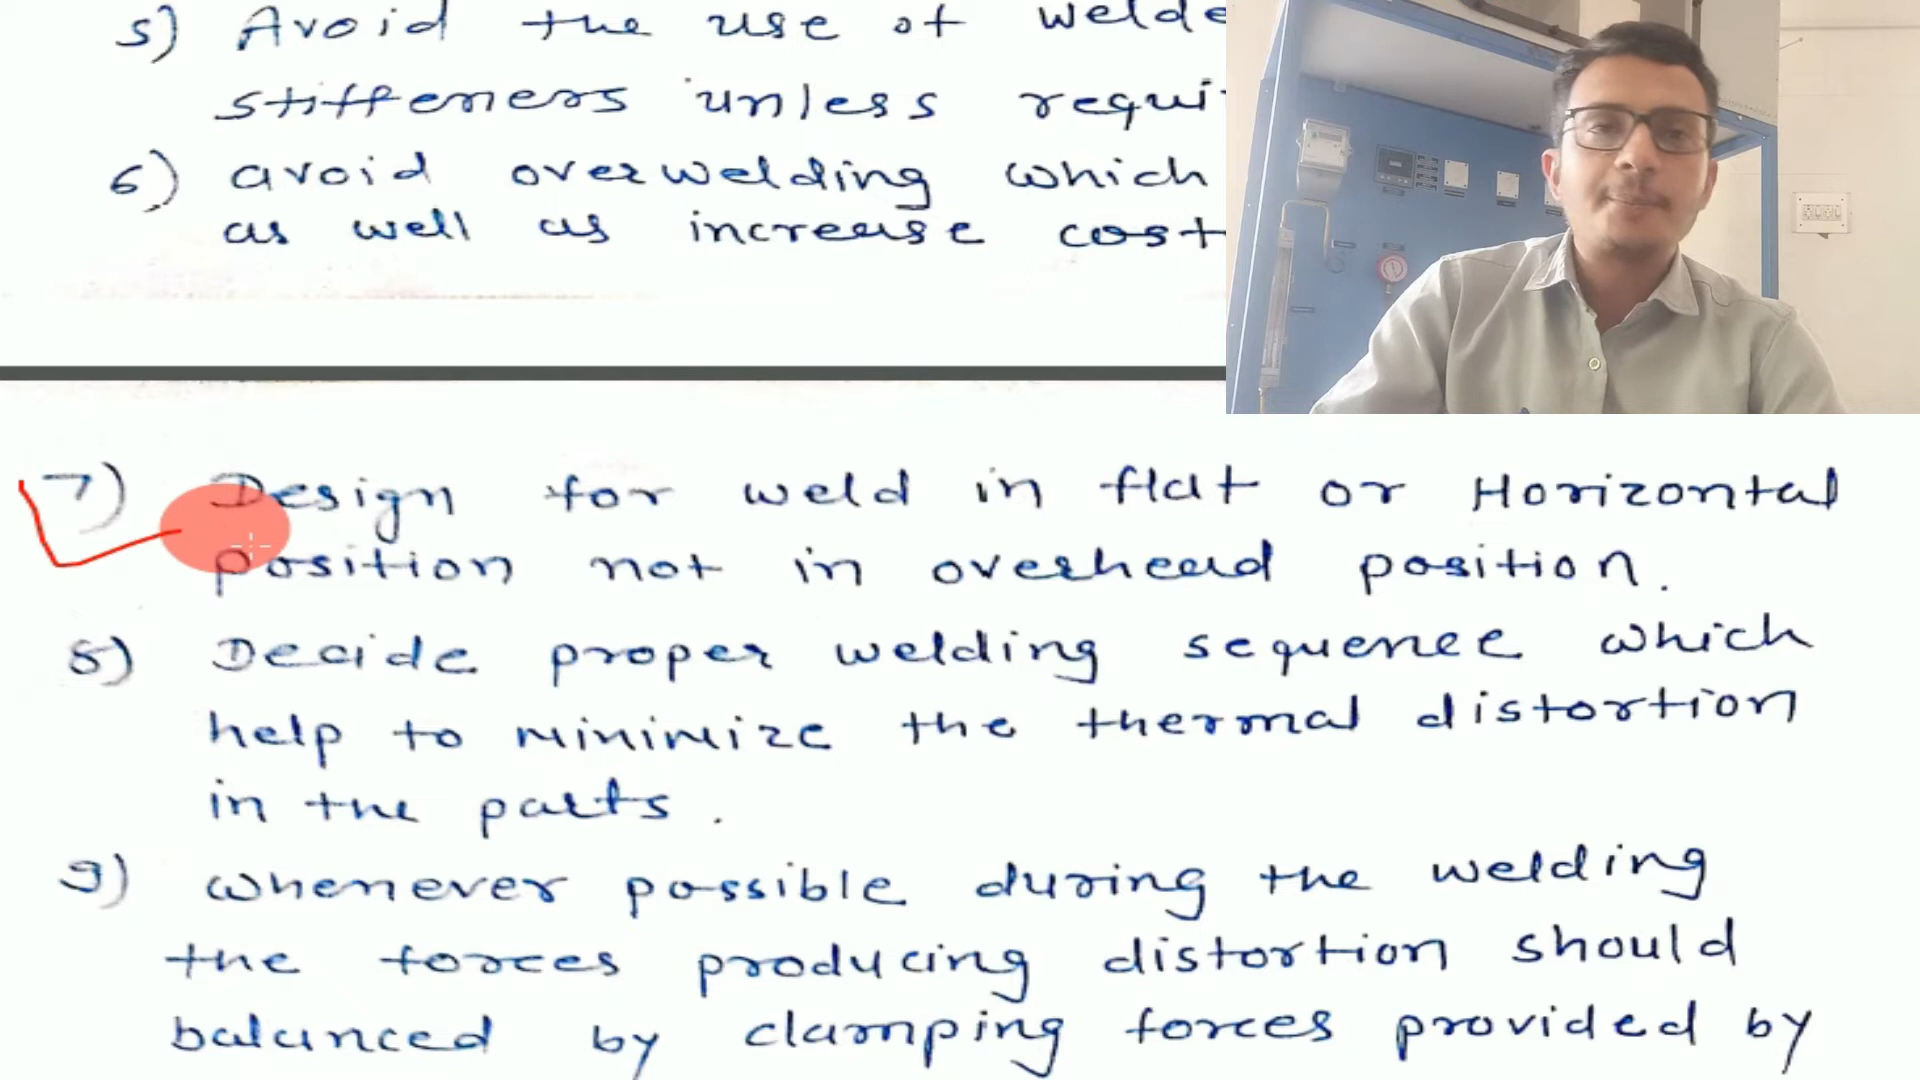 5) Avoid the use of welde
stiffeners unless requi
6) avoid overwelding which
as well as increase cost
7) Design for weld in flat or Horizontal
position not in overhead position.
8) Decide proper welding sequence which
help to minimize the thermal distortion
in the parts.
9) Whenever possible during the welding
the forces producing distortion should
balanced by clamping forces provided by